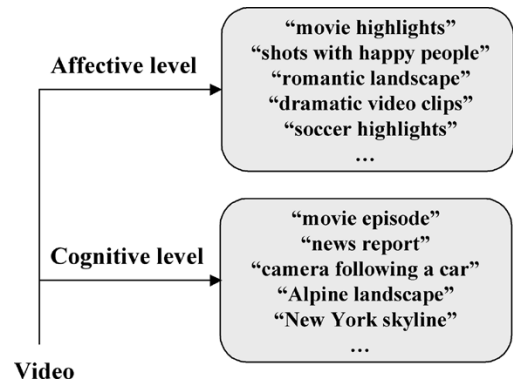 Affective level
“movie highlights”
“shots with happy people”
“romantic landscape”
“dramatic video clips”
“soccer highlights”
...
Cognitive level
“movie episode”
“news report”
“camera following a car”
“Alpine landscape”
“New York skyline”
...
Video